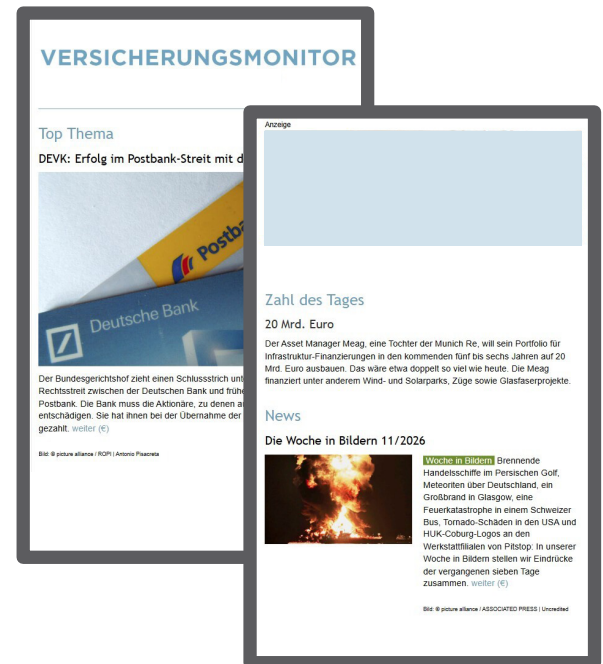 VERSICHERUNGSMONITOR
Top Thema
DEVK: Erfolg im Postbank-Streit mit d
Postba
Deutsche Bank
Der Bundesgerichtshof zieht einen Schlussstrich unt
Rechtsstreit zwischen der Deutschen Bank und frühe
Postbank. Die Bank muss die Aktionäre, zu denen a
entschädigen. Sie hat ihnen bei der Übernahme der
gezahlt. weiter (€)
Bild: © picture alliance / ROPI | Antonio Pisacreta
Anzeige
Zahl des Tages
20 Mrd. Euro
Der Asset Manager Meag, eine Tochter der Munich Re, will sein Portfolio für
Infrastruktur-Finanzierungen in den kommenden fünf bis sechs Jahren auf 20
Mrd. Euro ausbauen. Das wäre etwa doppelt so viel wie heute. Die Meag
finanziert unter anderem Wind- und Solarparks, Züge sowie Glasfaserprojekte.
News
Die Woche in Bildern 11/2026
Woche in Bildern Brennende
Handelsschiffe im Persischen Golf,
Meteoriten über Deutschland, ein
Großbrand in Glasgow, eine
Feuerkatastrophe in einem Schweizer
Bus, Tornado-Schäden in den USA und
HUK-Coburg-Logos an den
Werkstattfilialen von Pitstop: In unserer
Woche in Bildern stellen wir Eindrücke
der vergangenen sieben Tage
zusammen. weiter (€)
Bild: © picture alliance / ASSOCIATED PRESS | Uncredited